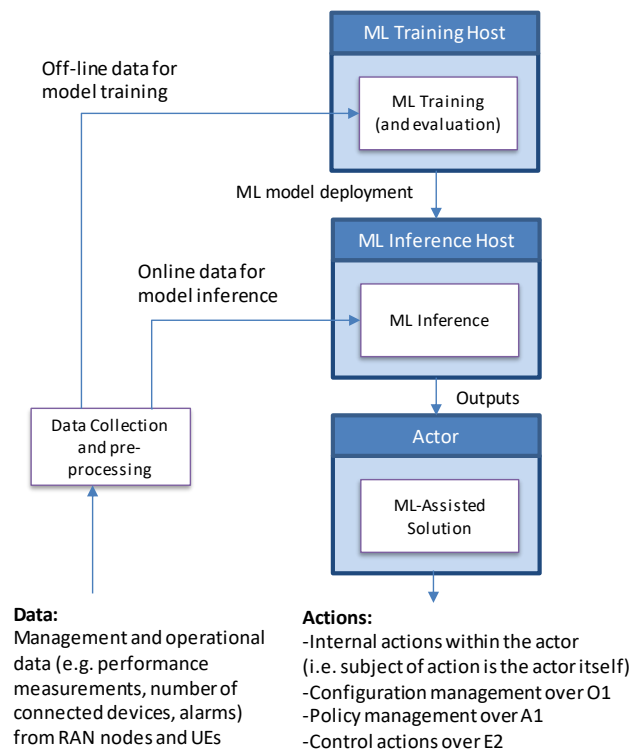 ML Training Host
Off-line data for
model training
ML Training
(and evaluation)
ML model deployment
ML Inference Host
Online data for
model inference
ML Inference
Outputs
Data Collection
and pre-
processing
Actor
ML-Assisted
Solution
Data:
Management and operational
data (e.g. performance
measurements, number of
connected devices, alarms)
from RAN nodes and UEs
Actions:
-Internal actions within the actor
(i.e. subject of action is the actor itself)
-Configuration management over O1
-Policy management over A1
-Control actions over E2